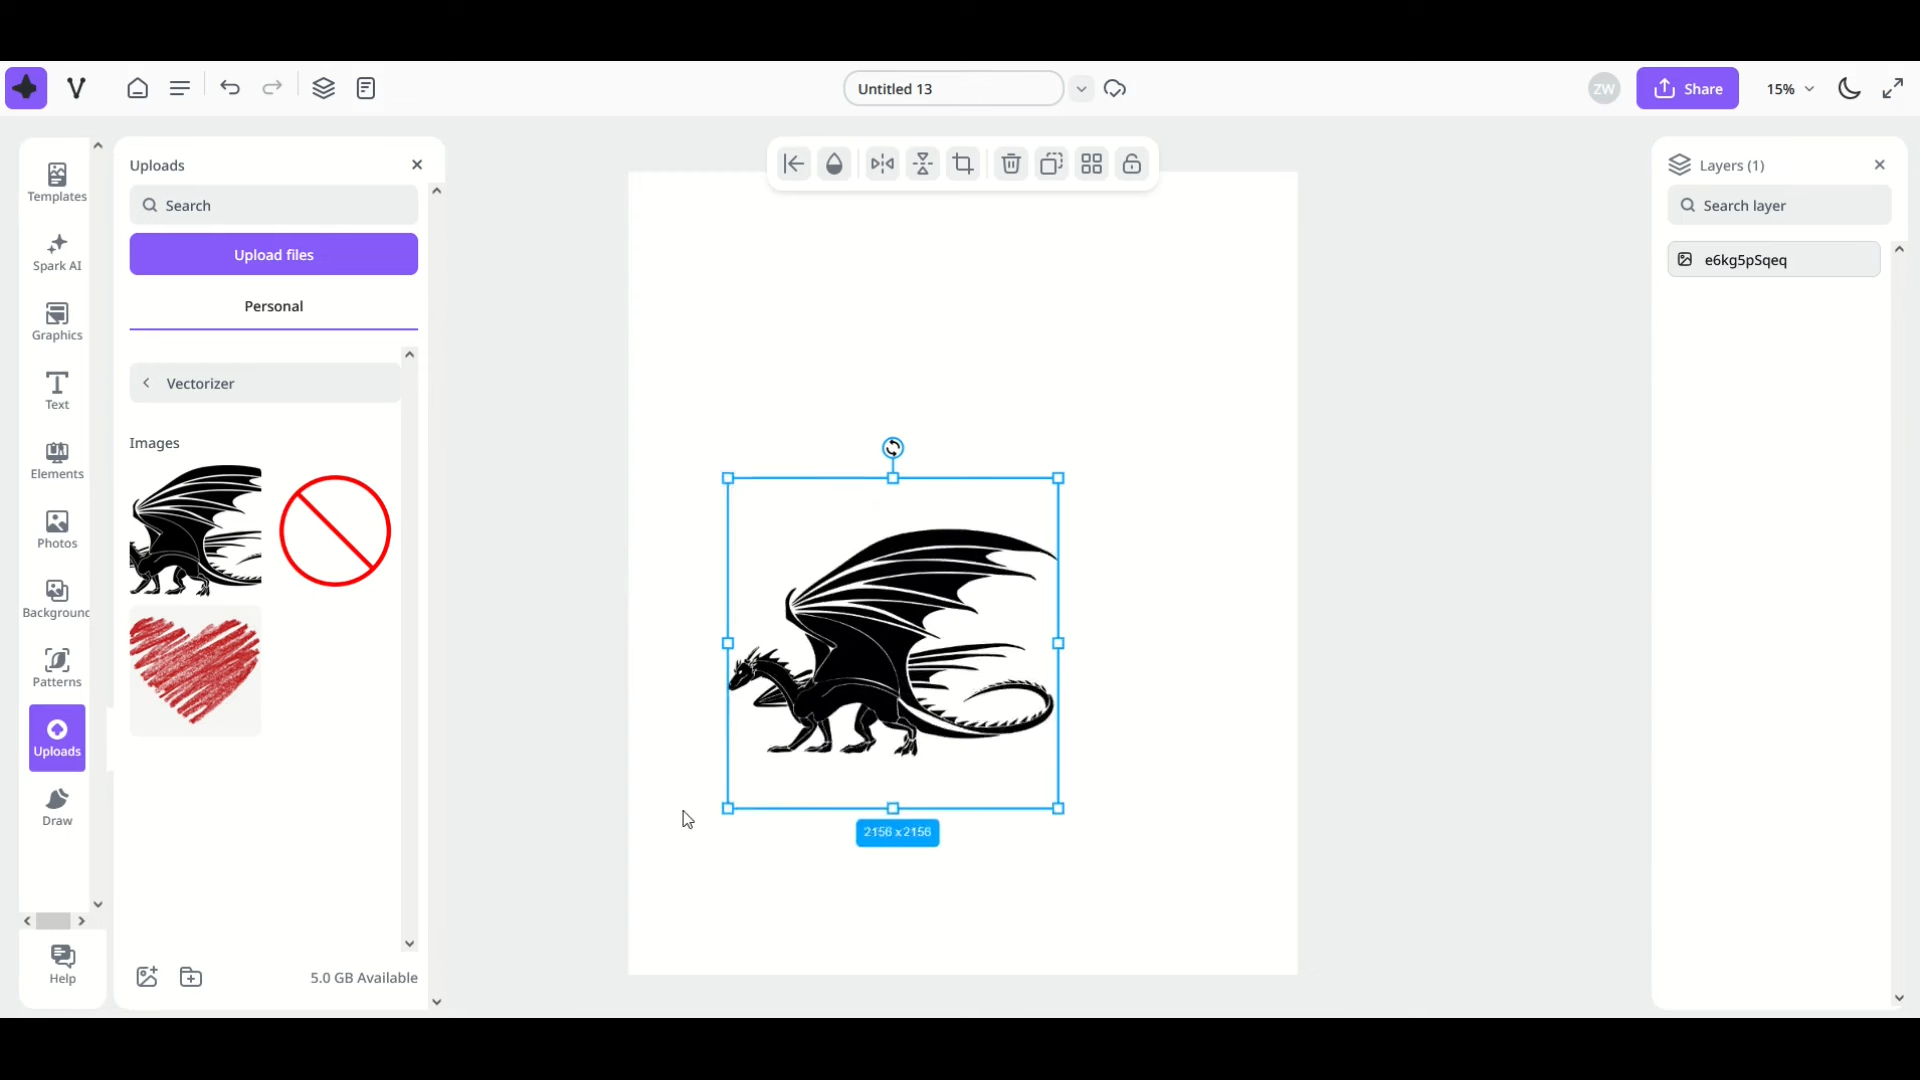 Untitled 13
ZW
Share
15%
Templates
Spark AI
Graphics
Text
Elements
Photos
Background
Patterns
Uploads
Draw
Help
Uploads
Search
Upload files
Personal
Vectorizer
Images
5.0 GB Available
2156 x 2156
Layers (1)
Search layer
e6kg5pSqeq